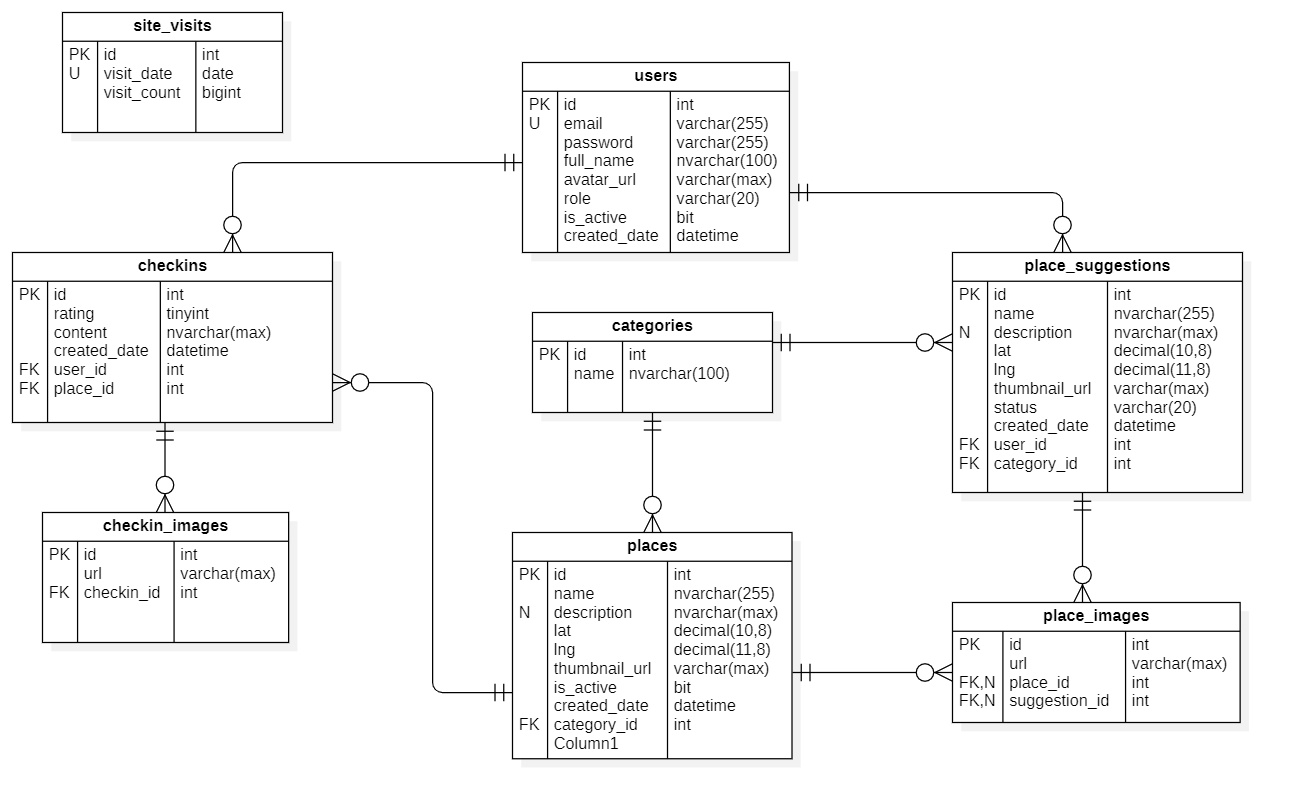 site_visits
PK id int
U visit_date date
visit_count bigint
users
PK id int
U email varchar(255)
password varchar(255)
full_name nvarchar(100)
avatar_url varchar(max)
role varchar(20)
is_active bit
created_date datetime
checkins
PK id int
rating tinyint
content nvarchar(max)
created_date datetime
FK user_id int
FK place_id int
categories
PK id int
name nvarchar(100)
place_suggestions
PK id int
name nvarchar(255)
N description nvarchar(max)
lat decimal(10,8)
lng decimal(11,8)
thumbnail_url varchar(max)
status varchar(20)
created_date datetime
FK user_id int
FK category_id int
checkin_images
PK id int
url varchar(max)
FK checkin_id int
places
PK id int
name nvarchar(255)
N description nvarchar(max)
lat decimal(10,8)
lng decimal(11,8)
thumbnail_url varchar(max)
is_active bit
created_date datetime
FK category_id int
Column1
place_images
PK id int
url varchar(max)
FK,N place_id int
FK,N suggestion_id int